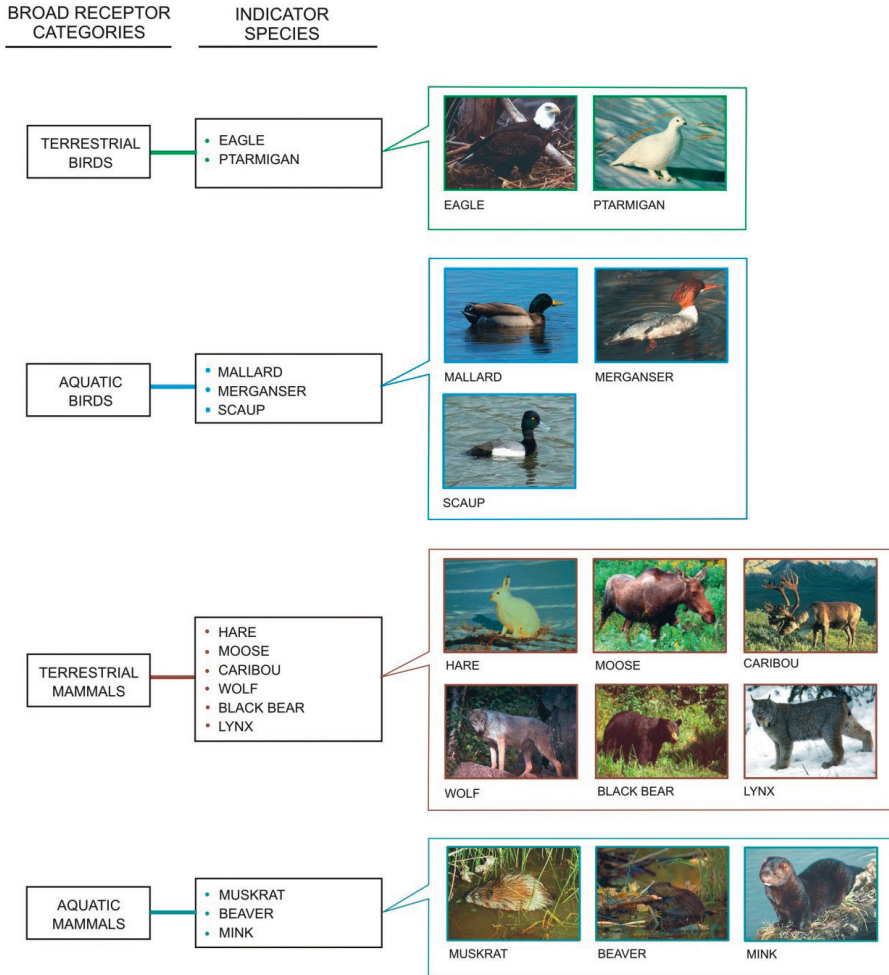 BROAD RECEPTOR
CATEGORIES
INDICATOR
SPECIES
TERRESTRIAL
BIRDS
• EAGLE
• PTARMIGAN
EAGLE
PTARMIGAN
AQUATIC
BIRDS
• MALLARD
• MERGANSER
• SCAUP
MALLARD
MERGANSER
SCAUP
TERRESTRIAL
MAMMALS
• HARE
• MOOSE
• CARIBOU
• WOLF
• BLACK BEAR
• LYNX
HARE
MOOSE
CARIBOU
WOLF
BLACK BEAR
LYNX
AQUATIC
MAMMALS
• MUSKRAT
• BEAVER
• MINK
MUSKRAT
BEAVER
MINK